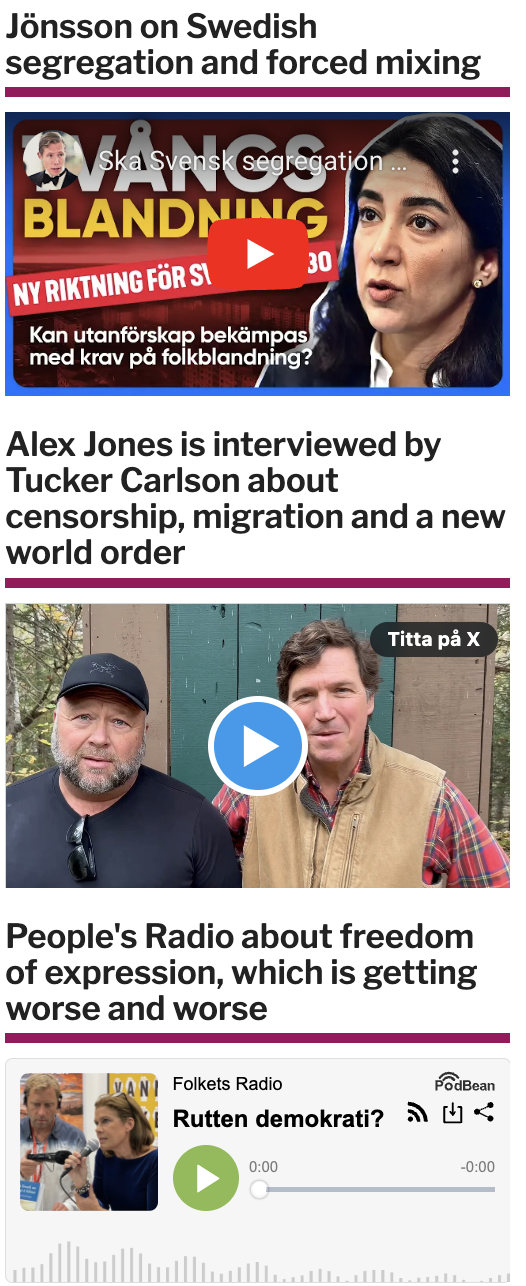 Jönsson on Swedish
segregation and forced mixing
Ska Svensk segregation ...
TVÅNGS
BLANDNING
NY RIKTNING FÖR
BO
Kan utanförskap bekämpas
med krav på folkblandning?
Alex Jones is interviewed by
Tucker Carlson about
censorship, migration and a new
world order
Titta på X
People's Radio about freedom
of expression, which is getting
worse and worse
Folkets Radio
PodBean
Rutten demokrati?
0:00
-0:00